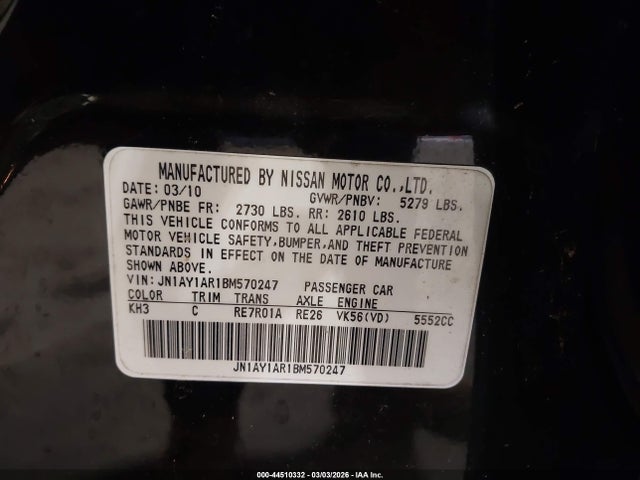 MANUFACTURED BY NISSAN MOTOR CO.,LTD.
DATE: 03/10 GVWR/PNBV: 5279 LBS.
GAWR/PNBE FR: 2730 LBS. RR: 2610 LBS.
THIS VEHICLE CONFORMS TO ALL APPLICABLE FEDERAL
MOTOR VEHICLE SAFETY,BUMPER,AND THEFT PREVENTION
STANDARDS IN EFFECT ON THE DATE OF MANUFACTURE
SHOWN ABOVE.
VIN: JN1AY1AR1BM570247 PASSENGER CAR
COLOR TRIM TRANS AXLE ENGINE
KH3 C RE7R01A RE26 VK56(VD) 5552CC
JN1AY1AR1BM570247
000-44510332 - 03/03/2026 - IAA Inc.